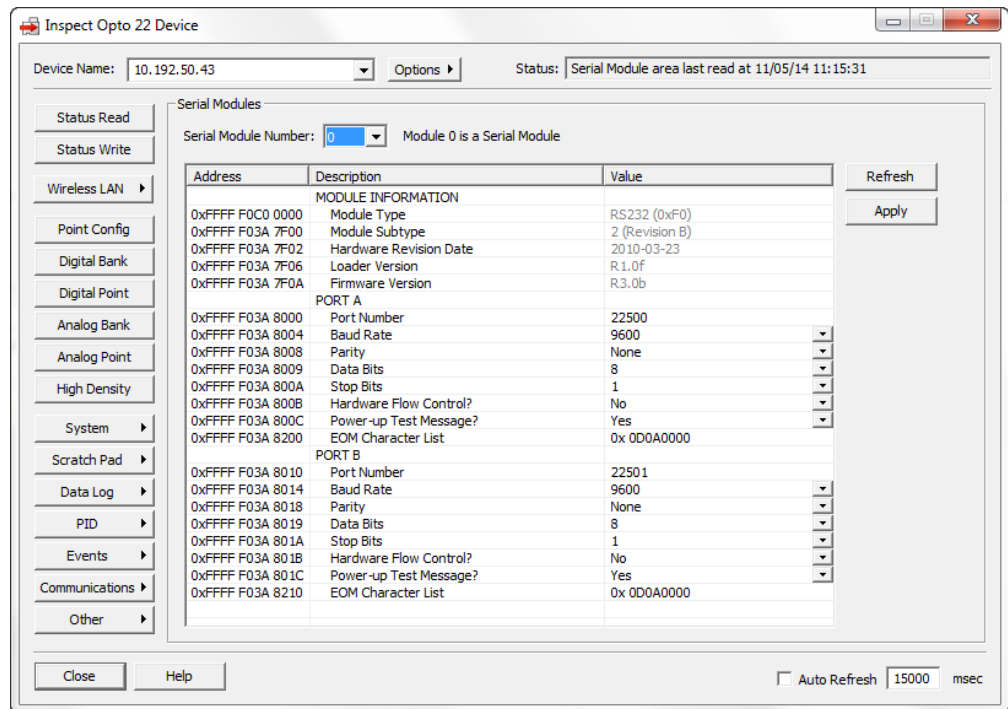 Inspect Opto 22 Device
Device Name: 10.192.50.43 Options Status: Serial Module area last read at 11/05/14 11:15:31
Status Read
Status Write
Wireless LAN
Point Config
Digital Bank
Digital Point
Analog Bank
Analog Point
High Density
System
Scratch Pad
Data Log
PID
Events
Communications
Other
Serial Modules
Serial Module Number: 0 Module 0 is a Serial Module
Address Description Value
MODULE INFORMATION
0xFFFF F0C0 0000 Module Type RS232 (0xF0)
0xFFFF F03A 7F00 Module Subtype 2 (Revision B)
0xFFFF F03A 7F02 Hardware Revision Date 2010-03-23
0xFFFF F03A 7F06 Loader Version R1.0f
0xFFFF F03A 7F0A Firmware Version R3.0b
PORT A
0xFFFF F03A 8000 Port Number 22500
0xFFFF F03A 8004 Baud Rate 9600
0xFFFF F03A 8008 Parity None
0xFFFF F03A 8009 Data Bits 8
0xFFFF F03A 800A Stop Bits 1
0xFFFF F03A 800B Hardware Flow Control? No
0xFFFF F03A 800C Power-up Test Message? Yes
0xFFFF F03A 8200 EOM Character List 0x 0D0A0000
PORT B
0xFFFF F03A 8010 Port Number 22501
0xFFFF F03A 8014 Baud Rate 9600
0xFFFF F03A 8018 Parity None
0xFFFF F03A 8019 Data Bits 8
0xFFFF F03A 801A Stop Bits 1
0xFFFF F03A 801B Hardware Flow Control? No
0xFFFF F03A 801C Power-up Test Message? Yes
0xFFFF F03A 8210 EOM Character List 0x 0D0A0000
Refresh
Apply
Close Help Auto Refresh 15000 msec